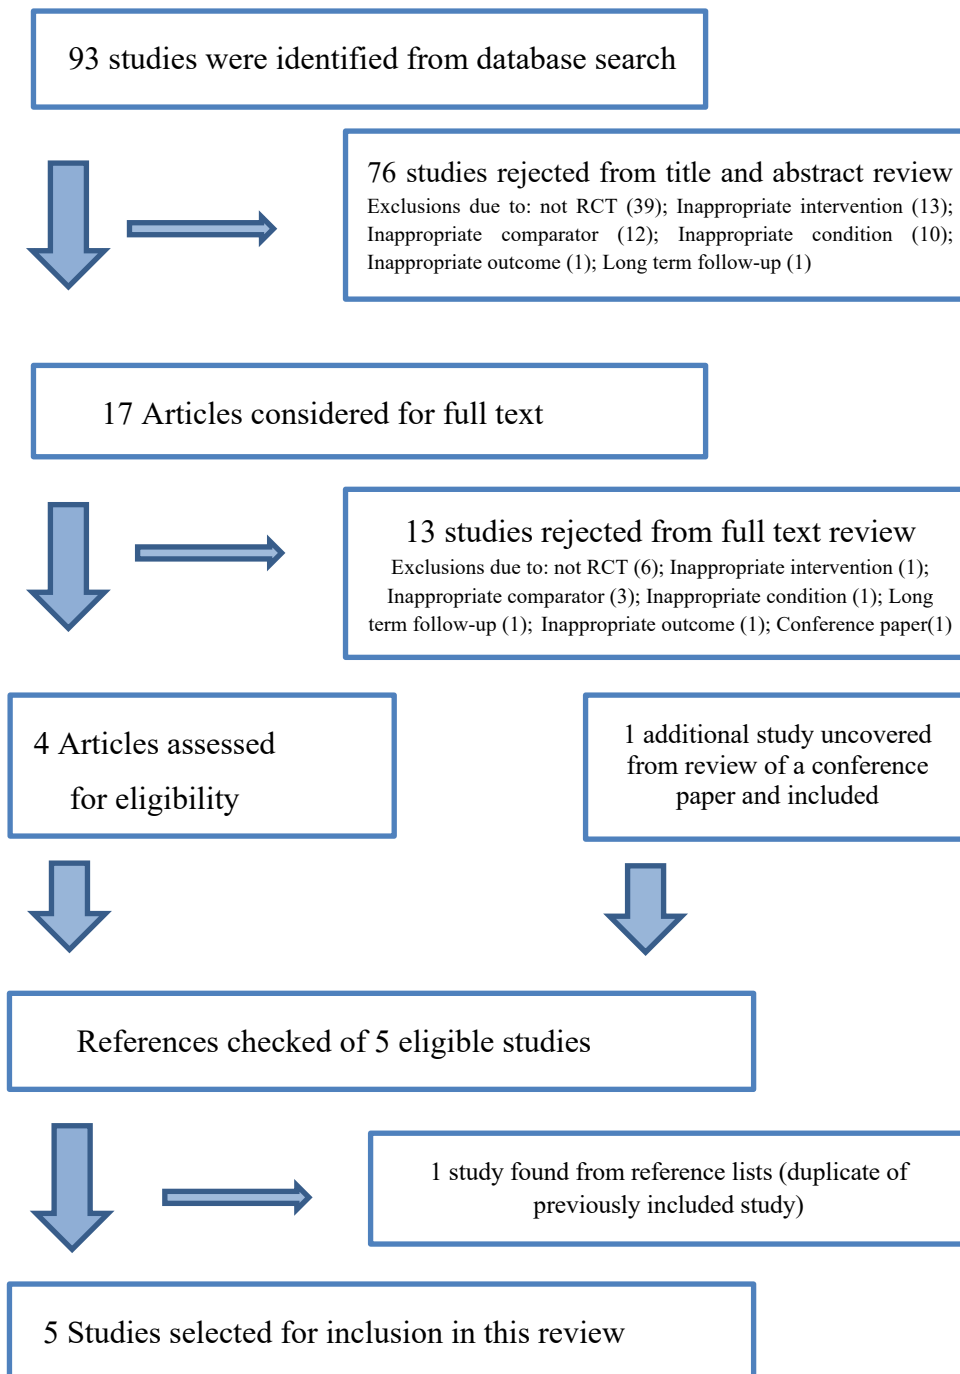 93 studies were identified from database search
76 studies rejected from title and abstract review
Exclusions due to: not RCT (39); Inappropriate intervention (13);
Inappropriate comparator (12); Inappropriate condition (10);
Inappropriate outcome (1); Long term follow-up (1)
17 Articles considered for full text
13 studies rejected from full text review
Exclusions due to: not RCT (6); Inappropriate intervention (1);
Inappropriate comparator (3); Inappropriate condition (1); Long
term follow-up (1); Inappropriate outcome (1); Conference paper(1)
4 Articles assessed
for eligibility
1 additional study uncovered
from review of a conference
paper and included
References checked of 5 eligible studies
1 study found from reference lists (duplicate of
previously included study)
5 Studies selected for inclusion in this review